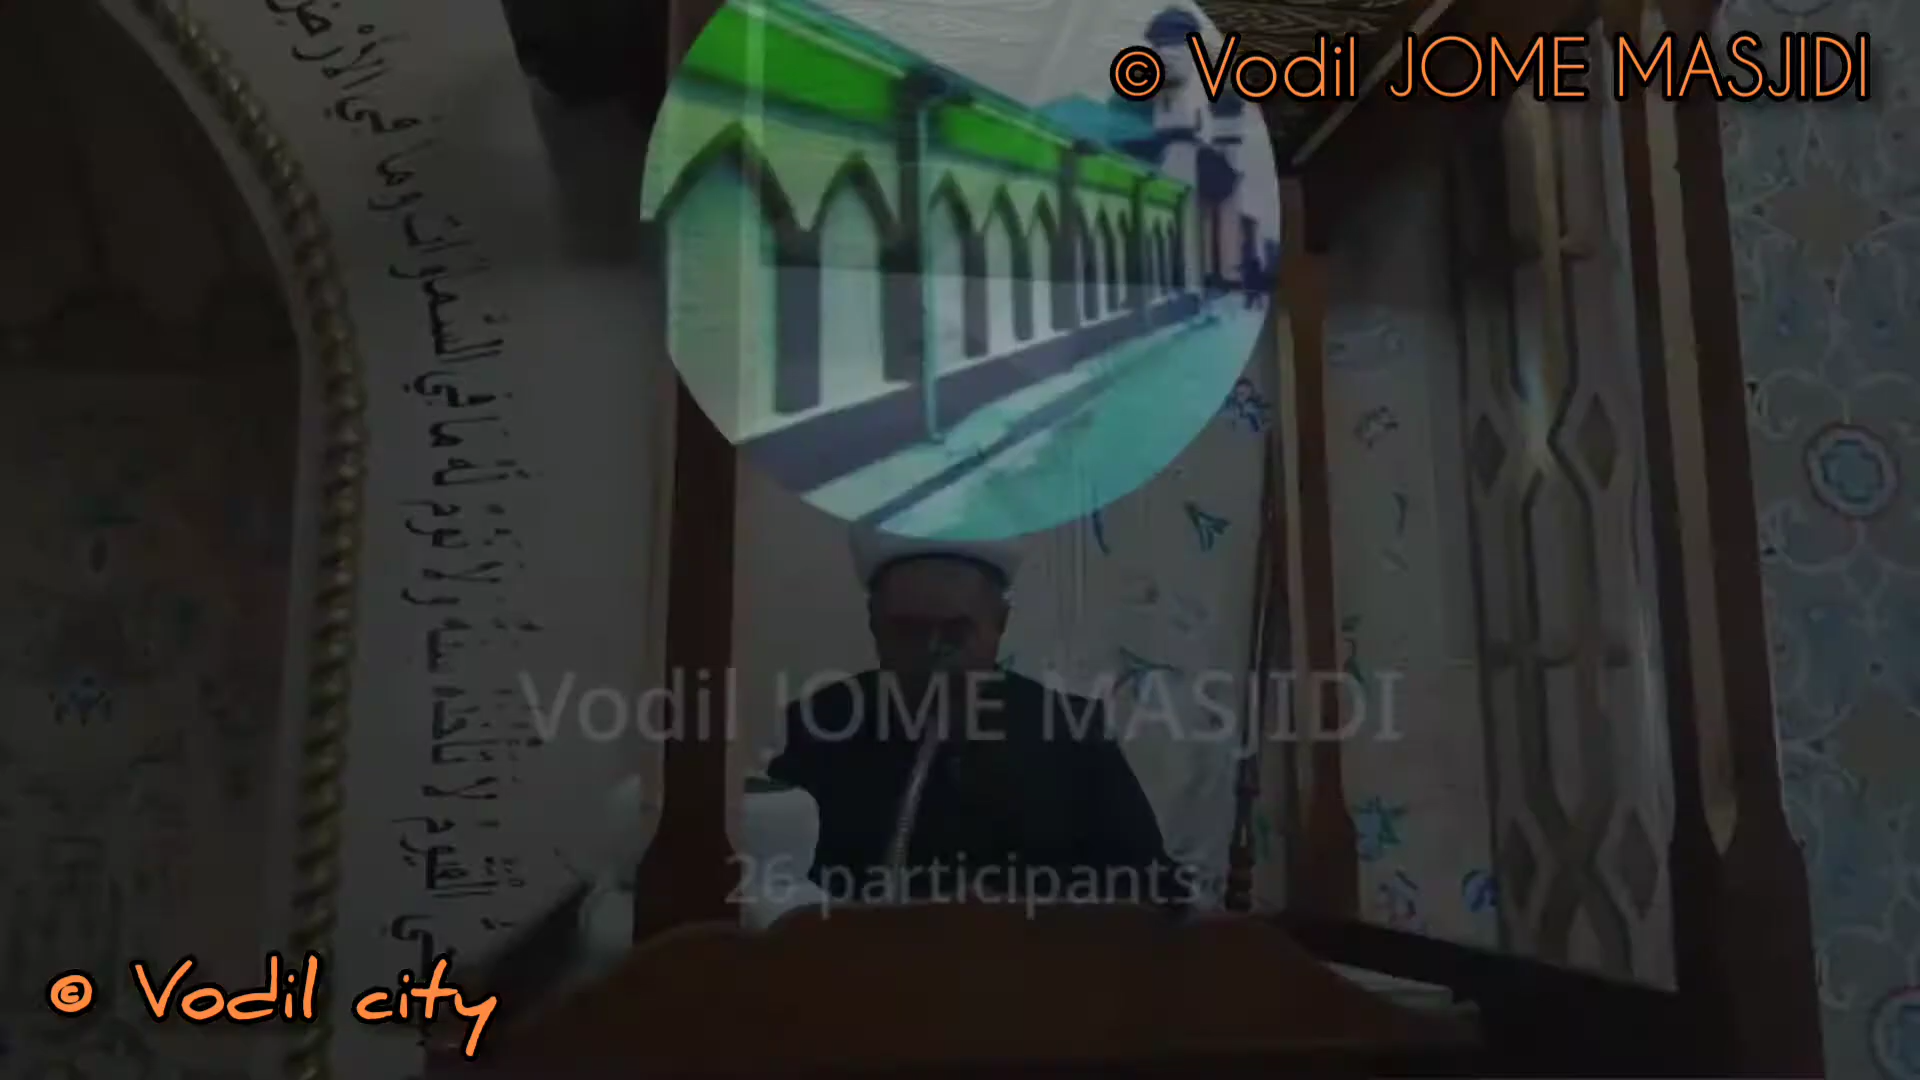 © Vodil JOME MASJIDI
وما في الأرض
الحي القيوم لا تأخذه سنة ولا نوم له ما في السموات
Vodil JOME MASJIDI
26 participants
© Vodil city